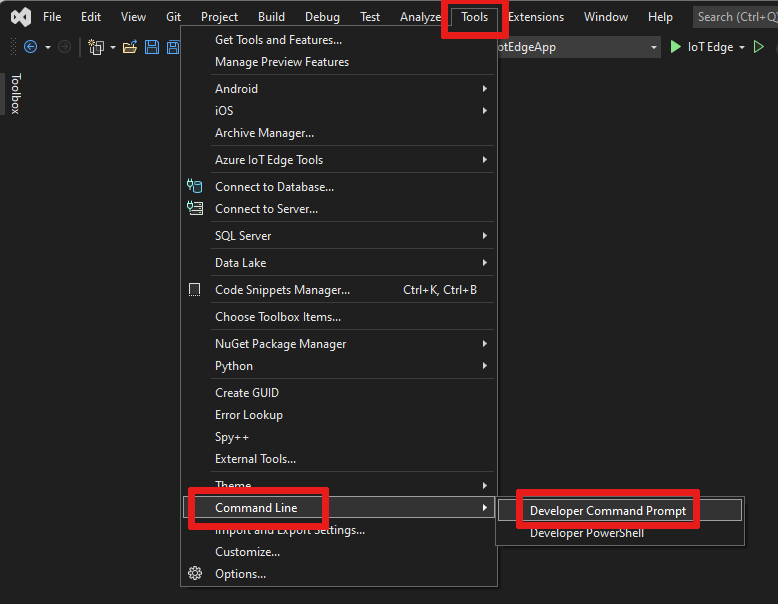 File Edit View Git Project Build Debug Test Analyze Tools Extensions Window Help Search (Ctrl+Q)
IoT Edge
Toolbox
Get Tools and Features...
Manage Preview Features
Android
iOS
Archive Manager...
Azure IoT Edge Tools
Connect to Database...
Connect to Server...
SQL Server
Data Lake
Code Snippets Manager... Ctrl+K, Ctrl+B
Choose Toolbox Items...
NuGet Package Manager
Python
Create GUID
Error Lookup
Spy++
External Tools...
Theme
Command Line
Developer Command Prompt
Developer PowerShell
Import and Export Settings...
Customize...
Options...